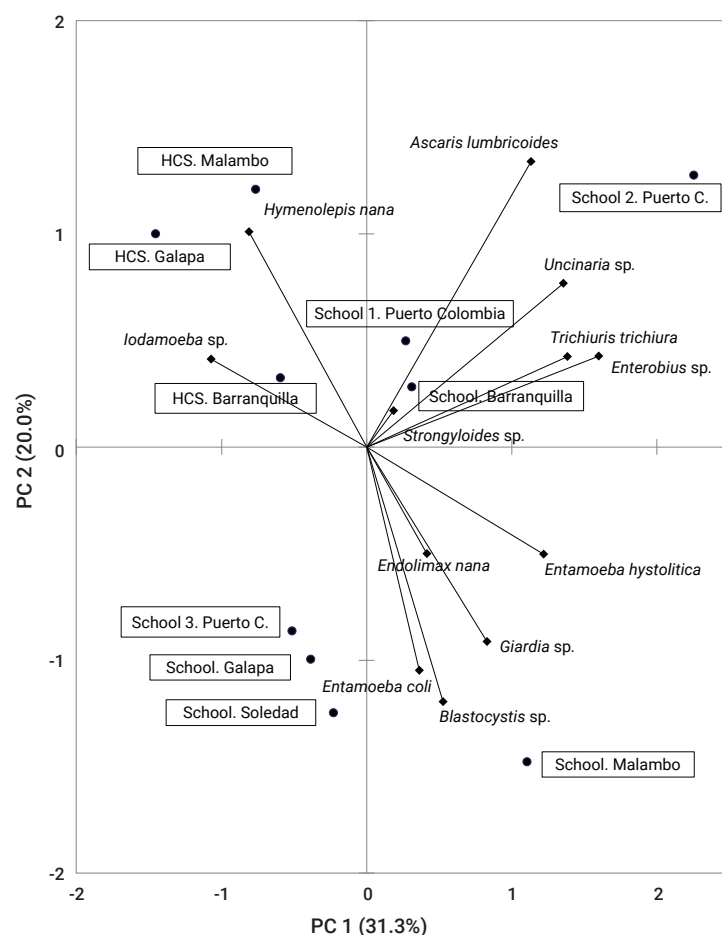 2
Ascaris lumbricoides
HCS. Malambo
School 2. Puerto C.
Hymenolepis nana
1
HCS. Galapa
Uncinaria sp.
School 1. Puerto Colombia
Iodamoeba sp.
Trichiuris trichiura
Enterobius sp.
HCS. Barranquilla
School. Barranquilla
Strongyloides sp.
0
PC 2 (20.0%)
Endolimax nana
Entamoeba hystolitica
School 3. Puerto C.
Giardia sp.
-1
School. Galapa
Entamoeba coli
School. Soledad
Blastocystis sp.
School. Malambo
-2
-2 -1 0 1 2
PC 1 (31.3%)